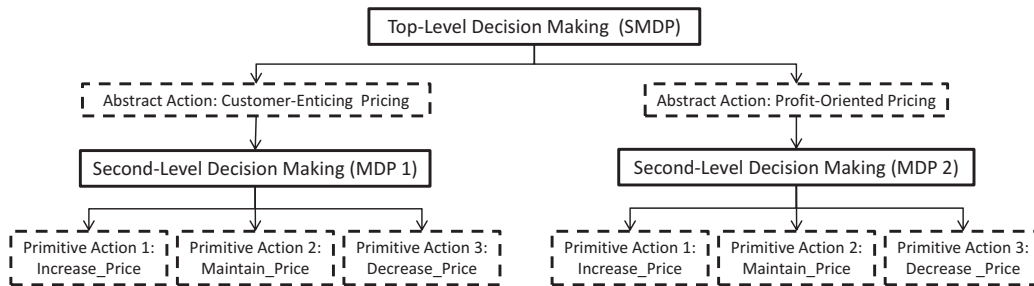 Top-Level Decision Making (SMDP)
Abstract Action: Customer-Enticing Pricing
Abstract Action: Profit-Oriented Pricing
Second-Level Decision Making (MDP 1)
Second-Level Decision Making (MDP 2)
Primitive Action 1:
Increase_Price
Primitive Action 2:
Maintain_Price
Primitive Action 3:
Decrease_Price
Primitive Action 1:
Increase_Price
Primitive Action 2:
Maintain_Price
Primitive Action 3:
Decrease _Price